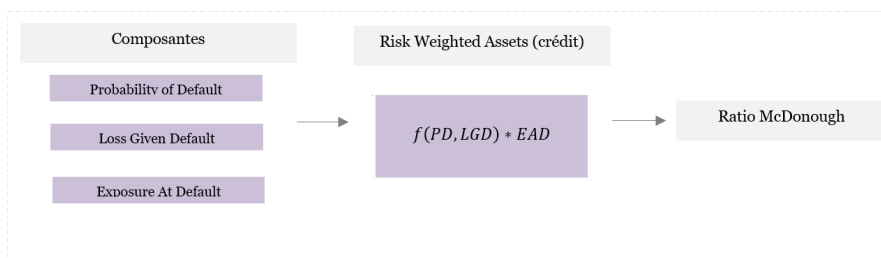 Composantes
Probability of Default
Loss Given Default
Exposure At Default
Risk Weighted Assets (crédit)
f(PD, LGD) * EAD
Ratio McDonough